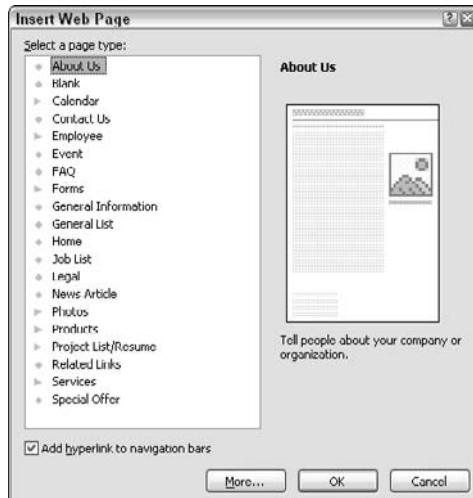 Insert Web Page
Select a page type:
About Us
Blank
Calendar
Contact Us
Employee
Event
FAQ
Forms
General Information
General List
Home
Job List
Legal
News Article
Photos
Products
Project List/Resume
Related Links
Services
Special Offer
About Us
Tell people about your company or
organization.
Add hyperlink to navigation bars
More...
OK
Cancel